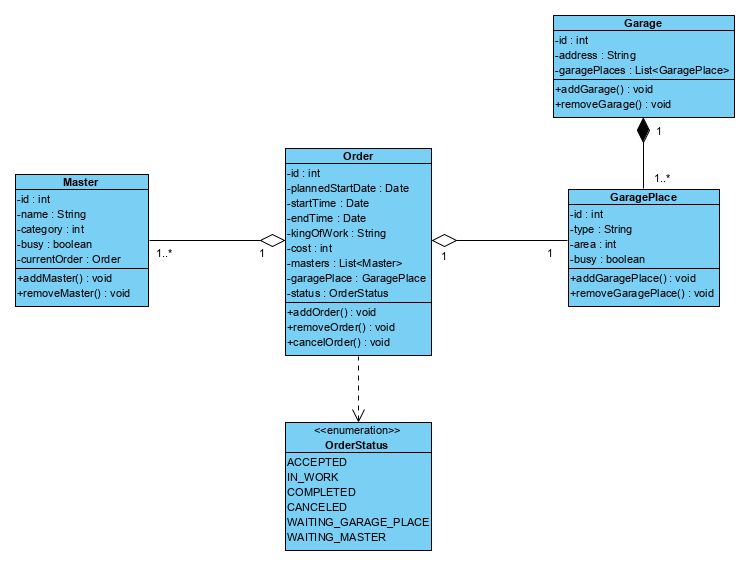 Garage
-id : int
-address : String
-garagePlaces : List<GaragePlace>
+addGarage() : void
+removeGarage() : void
1
1..*
Master
-id : int
-name : String
-category : int
-busy : boolean
-currentOrder : Order
+addMaster() : void
+removeMaster() : void
1..*
1
Order
-id : int
-plannedStartDate : Date
-startTime : Date
-endTime : Date
-kingOfWork : String
-cost : int
-masters : List<Master>
-garagePlace : GaragePlace
-status : OrderStatus
+addOrder() : void
+removeOrder() : void
+cancelOrder() : void
1
1
GaragePlace
-id : int
-type : String
-area : int
-busy : boolean
+addGaragePlace() : void
+removeGaragePlace() : void
<<enumeration>>
OrderStatus
ACCEPTED
IN_WORK
COMPLETED
CANCELED
WAITING_GARAGE_PLACE
WAITING_MASTER